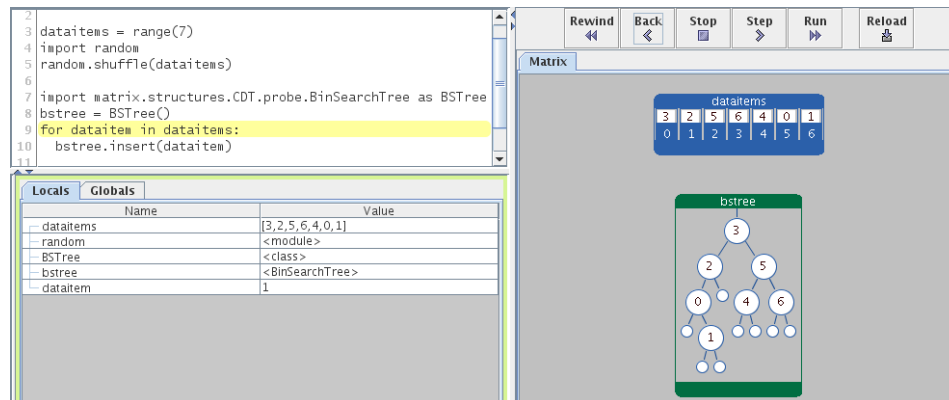 2
3 dataitems = range(7)
4 import random
5 random.shuffle(dataitems)
6
7 import matrix.structures.CDT.probe.BinSearchTree as BSTree
8 bstree = BSTree()
9 for dataitem in dataitems:
10 bstree.insert(dataitem)
11
Locals Globals
Name Value
dataitems [3,2,5,6,4,0,1]
random <module>
BSTree <class>
bstree <BinSearchTree>
dataitem 1
Rewind Back Stop Step Run Reload
Matrix
dataitems
3 2 5 6 4 0 1
0 1 2 3 4 5 6
bstree
3
2 5
0 4 6
1